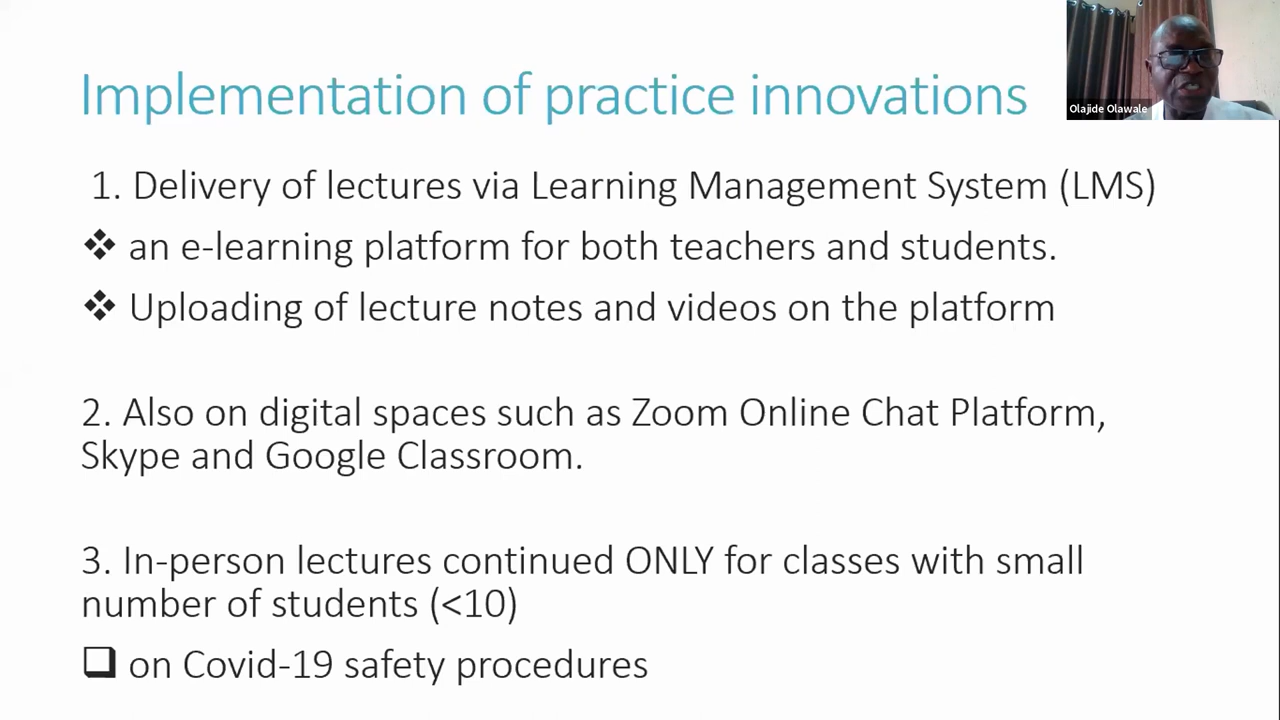 Implementation of practice innovations
Olajide Olawale
1. Delivery of lectures via Learning Management System (LMS)
❖ an e-learning platform for both teachers and students.
❖ Uploading of lecture notes and videos on the platform
2. Also on digital spaces such as Zoom Online Chat Platform,
Skype and Google Classroom.
3. In-person lectures continued ONLY for classes with small
number of students (<10)
❑ on Covid-19 safety procedures